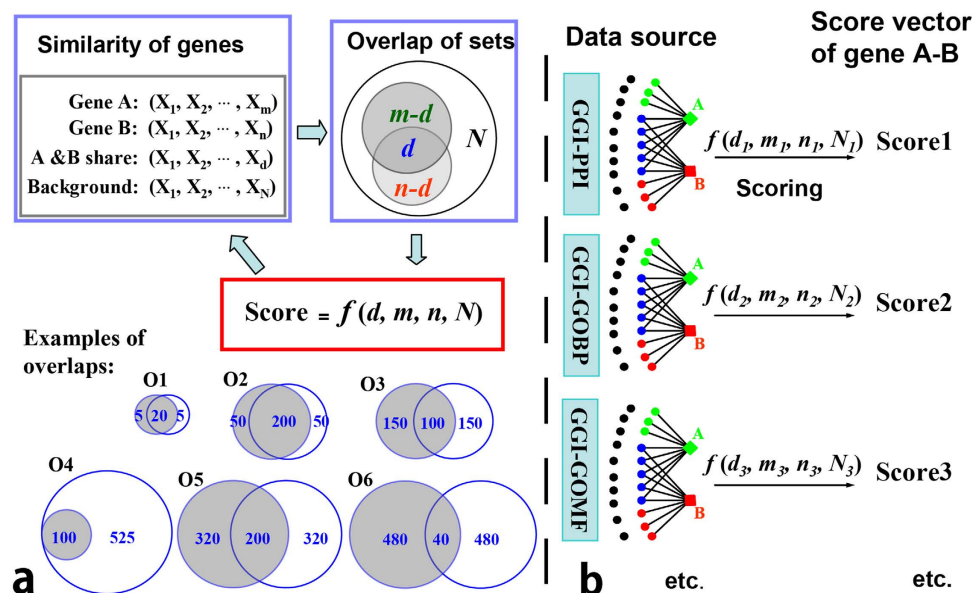 Similarity of genes
Gene A: (X1, X2, ··· , Xm)
Gene B: (X1, X2, ··· , Xn)
A &B share: (X1, X2, ··· , Xd)
Background: (X1, X2, ··· , XN)
Overlap of sets
m-d
d
n-d
N
Score = f (d, m, n, N)
Examples of
overlaps:
O1
5 20 5
O2
50 200 50
O3
150 100 150
O4
100 525
O5
320 200 320
O6
480 40 480
a
Data source
Score vector
of gene A-B
GGI-PPI
A
B
f (d1, m1, n1, N1)
Scoring
Score1
GGI-GOBP
A
B
f (d2, m2, n2, N2)
Score2
GGI-GOMF
A
B
f (d3, m3, n3, N3)
Score3
b
etc.
etc.